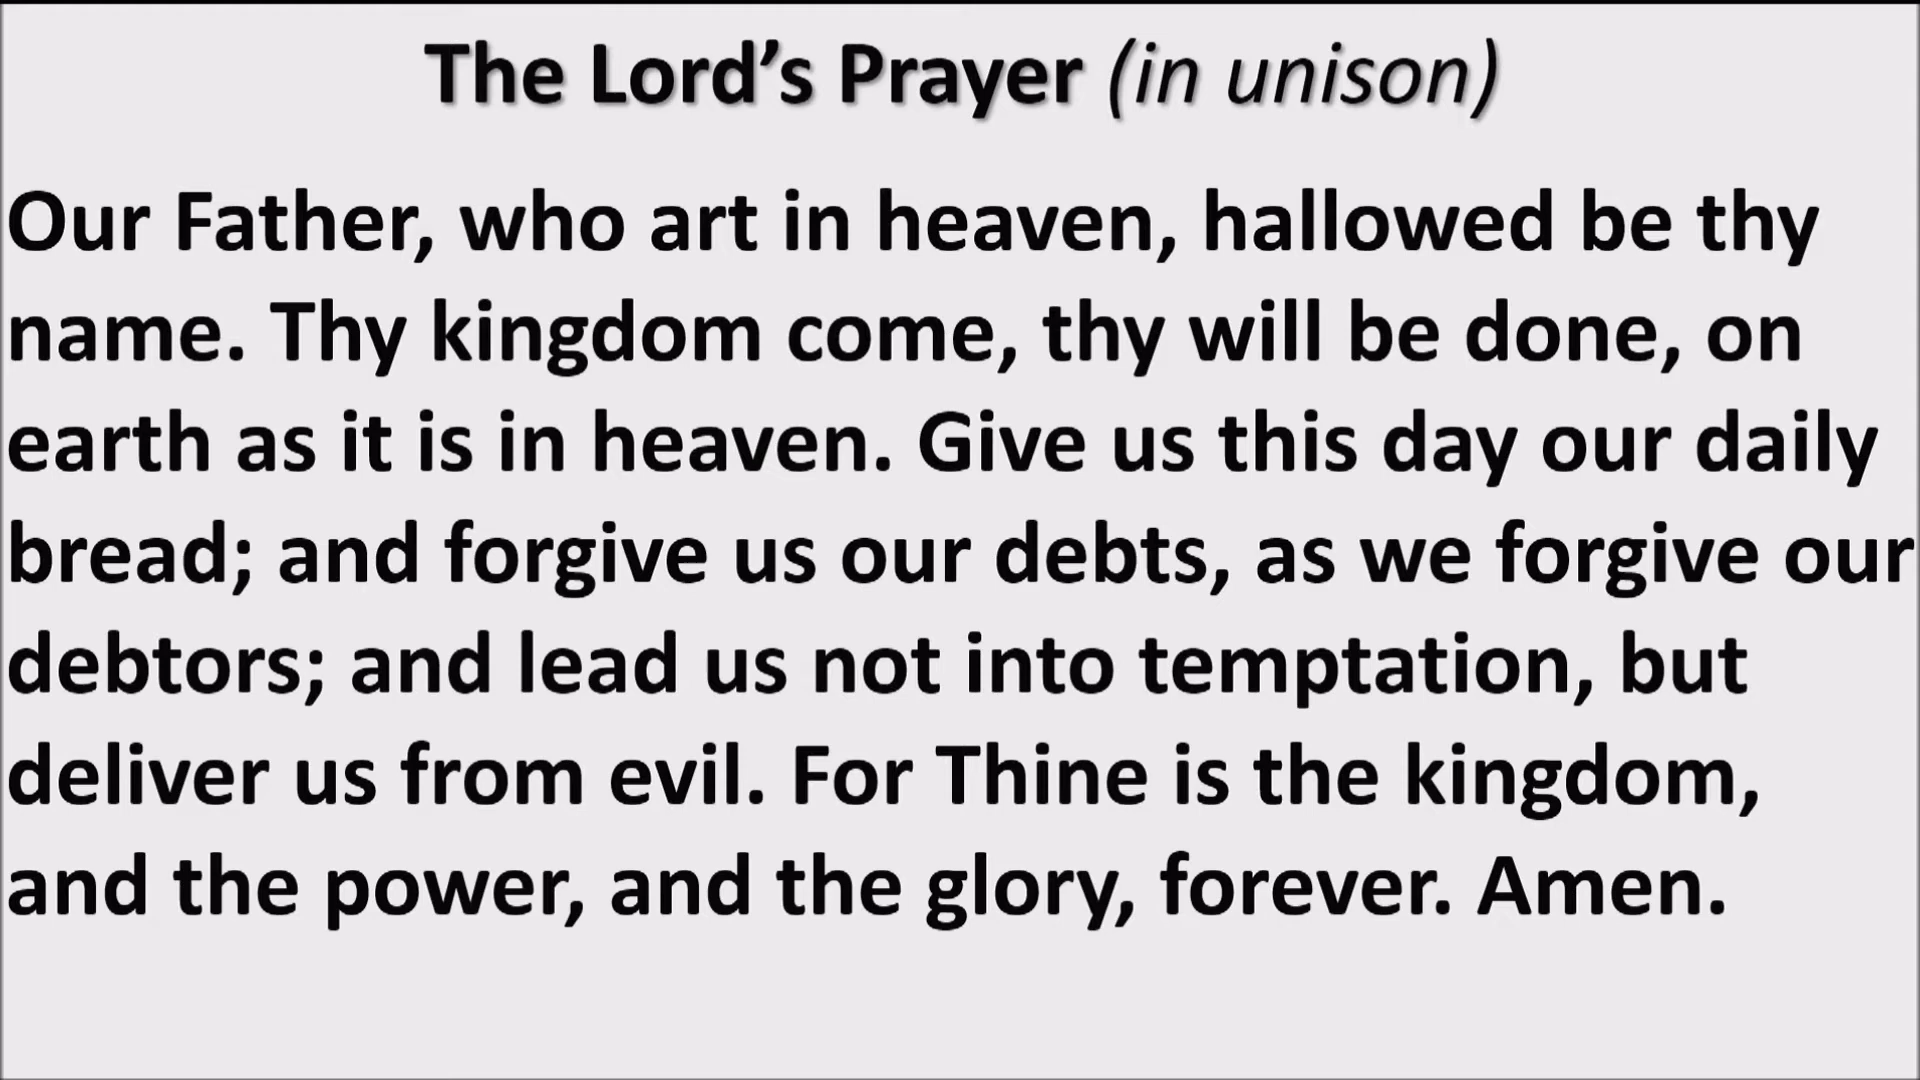 The Lord’s Prayer (in unison)
Our Father, who art in heaven, hallowed be thy
name. Thy kingdom come, thy will be done, on
earth as it is in heaven. Give us this day our daily
bread; and forgive us our debts, as we forgive our
debtors; and lead us not into temptation, but
deliver us from evil. For Thine is the kingdom,
and the power, and the glory, forever. Amen.